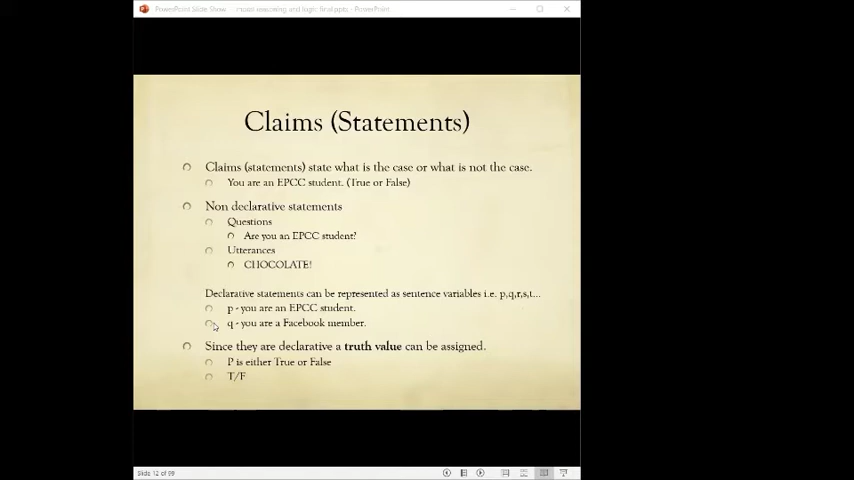 PowerPoint Slide Show - model reasoning and logic final.pptx - PowerPoint
Claims (Statements)
Claims (statements) state what is the case or what is not the case.
You are an EPCC student. (True or False)
Non declarative statements
Questions
Are you an EPCC student?
Utterances
CHOCOLATE!
Declarative statements can be represented as sentence variables i.e. p,q,r,s,t...
p - you are an EPCC student.
q - you are a Facebook member.
Since they are declarative a truth value can be assigned.
P is either True or False
T/F
Slide 12 of 99